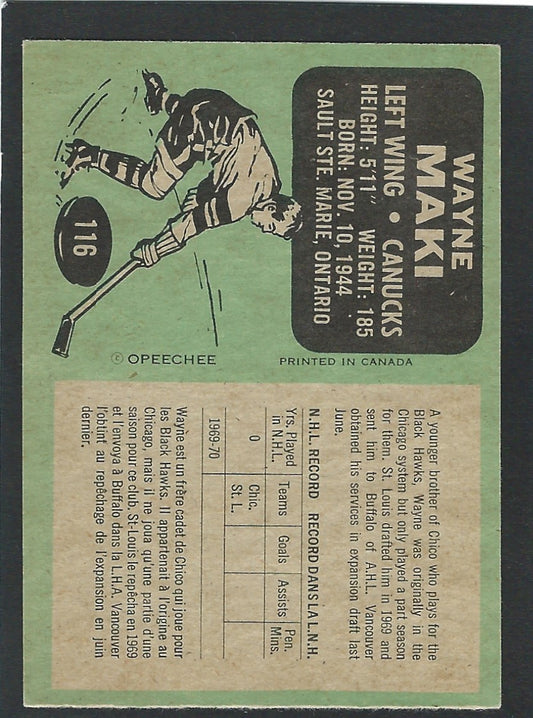 WAYNE
MAKI
LEFT WING • CANUCKS
HEIGHT: 5'11" WEIGHT: 185
BORN: NOV. 10, 1944
SAULT STE. MARIE, ONTARIO
116
© OPEECHEE
PRINTED IN CANADA
A younger brother of Chico who plays for the
Black Hawks, Wayne was originally in the
Chicago system but only played a part season
for them. St. Louis drafted him in 1969 and
sent him to Buffalo of A.H.L. Vancouver
obtained his services in expansion draft last
June.
N.H.L. RECORD RECORD DANS LA L.N.H.
Yrs. Played in N.H.L. Teams Goals Assists Pen. Mins.
0 Chic. St. L.
1969-70
Wayne est un frère cadet de Chico qui joue pour
les Black Hawks. Il appartenait à l'origine au
Chicago, mais il ne joua qu'une partie d'une
saison pour ce club. St-Louis le repêcha en 1969
et l'envoya à Buffalo dans la L.H.A. Vancouver
l'obtint au repêchage de l'expansion en juin
dernier.